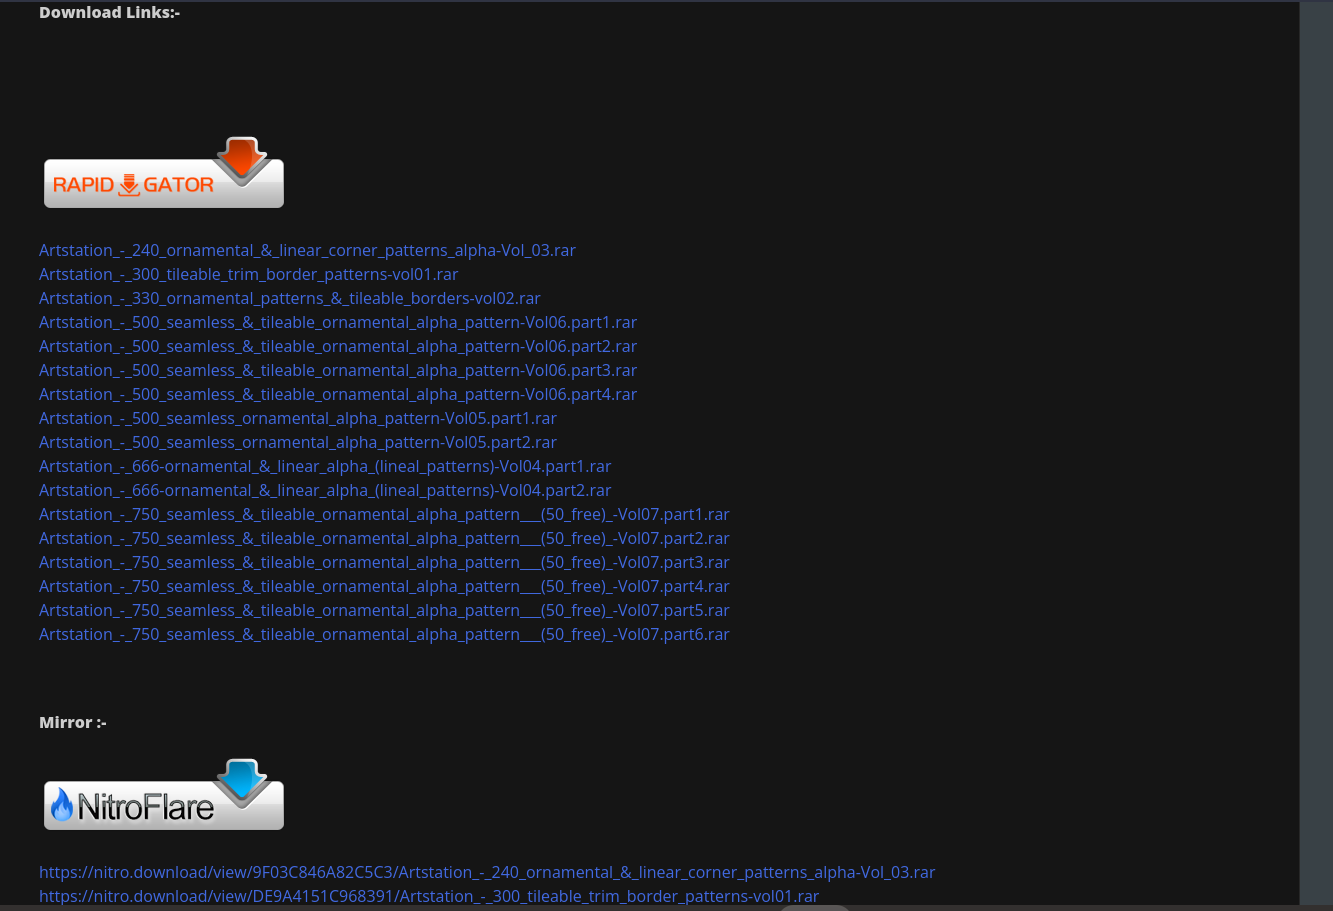 Download Links:-
RAPID GATOR
Artstation_-_240_ornamental_&_linear_corner_patterns_alpha-Vol_03.rar
Artstation_-_300_tileable_trim_border_patterns-vol01.rar
Artstation_-_330_ornamental_patterns_&_tileable_borders-vol02.rar
Artstation_-_500_seamless_&_tileable_ornamental_alpha_pattern-Vol06.part1.rar
Artstation_-_500_seamless_&_tileable_ornamental_alpha_pattern-Vol06.part2.rar
Artstation_-_500_seamless_&_tileable_ornamental_alpha_pattern-Vol06.part3.rar
Artstation_-_500_seamless_&_tileable_ornamental_alpha_pattern-Vol06.part4.rar
Artstation_-_500_seamless_ornamental_alpha_pattern-Vol05.part1.rar
Artstation_-_500_seamless_ornamental_alpha_pattern-Vol05.part2.rar
Artstation_-_666-ornamental_&_linear_alpha_(lineal_patterns)-Vol04.part1.rar
Artstation_-_666-ornamental_&_linear_alpha_(lineal_patterns)-Vol04.part2.rar
Artstation_-_750_seamless_&_tileable_ornamental_alpha_pattern___(50_free)_-Vol07.part1.rar
Artstation_-_750_seamless_&_tileable_ornamental_alpha_pattern___(50_free)_-Vol07.part2.rar
Artstation_-_750_seamless_&_tileable_ornamental_alpha_pattern___(50_free)_-Vol07.part3.rar
Artstation_-_750_seamless_&_tileable_ornamental_alpha_pattern___(50_free)_-Vol07.part4.rar
Artstation_-_750_seamless_&_tileable_ornamental_alpha_pattern___(50_free)_-Vol07.part5.rar
Artstation_-_750_seamless_&_tileable_ornamental_alpha_pattern___(50_free)_-Vol07.part6.rar
Mirror :-
NitroFlare
https://nitro.download/view/9F03C846A82C5C3/Artstation_-_240_ornamental_&_linear_corner_patterns_alpha-Vol_03.rar
https://nitro.download/view/DE9A4151C968391/Artstation_-_300_tileable_trim_border_patterns-vol01.rar